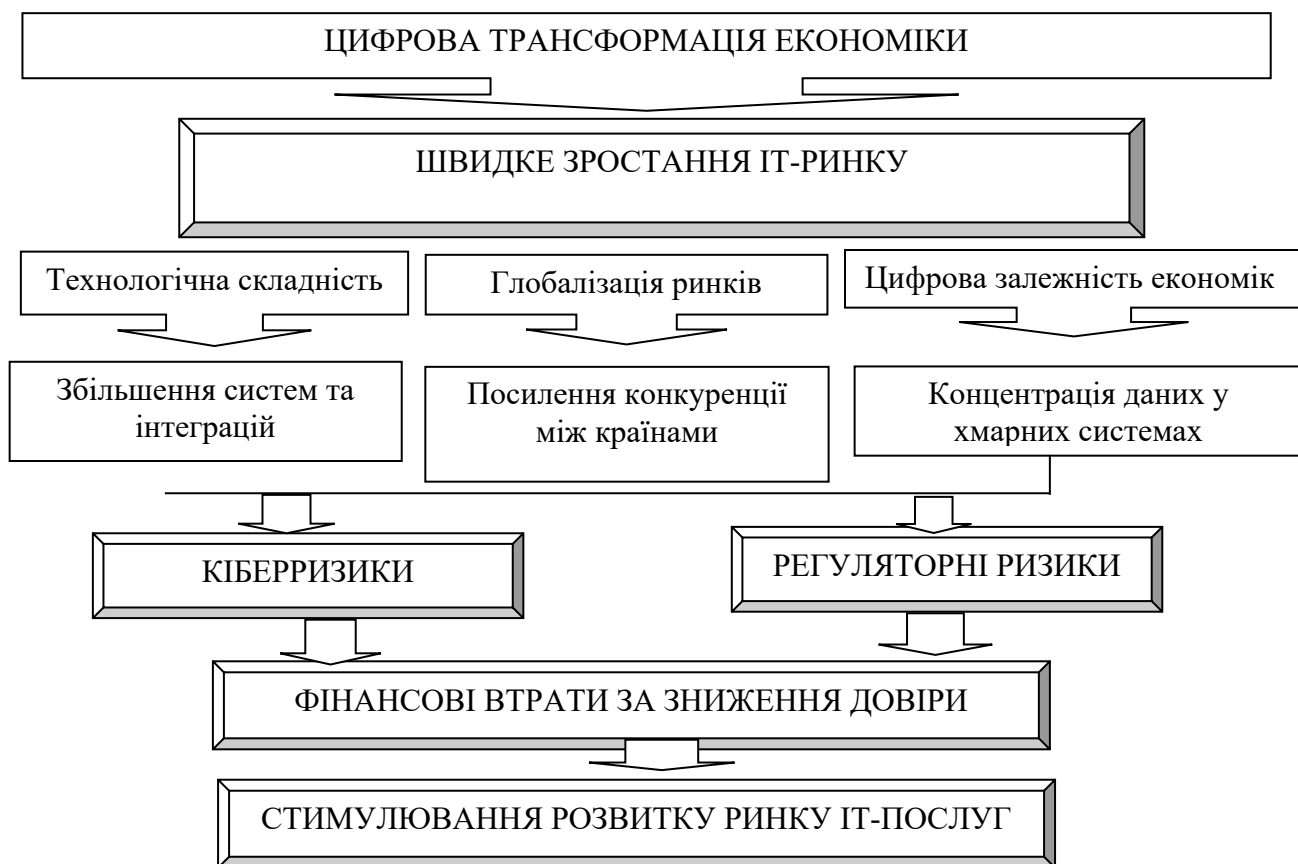 ЦИФРОВА ТРАНСФОРМАЦІЯ ЕКОНОМІКИ
ШВИДКЕ ЗРОСТАННЯ ІТ-РИНКУ
Технологічна складність
Глобалізація ринків
Цифрова залежність економік
Збільшення систем та
інтеграцій
Посилення конкуренції
між країнами
Концентрація даних у
хмарних системах
КІБЕРРИЗИКИ
РЕГУЛЯТОРНІ РИЗИКИ
ФІНАНСОВІ ВТРАТИ ЗА ЗНИЖЕННЯ ДОВІРИ
СТИМУЛЮВАННЯ РОЗВИТКУ РИНКУ ІТ-ПОСЛУГ